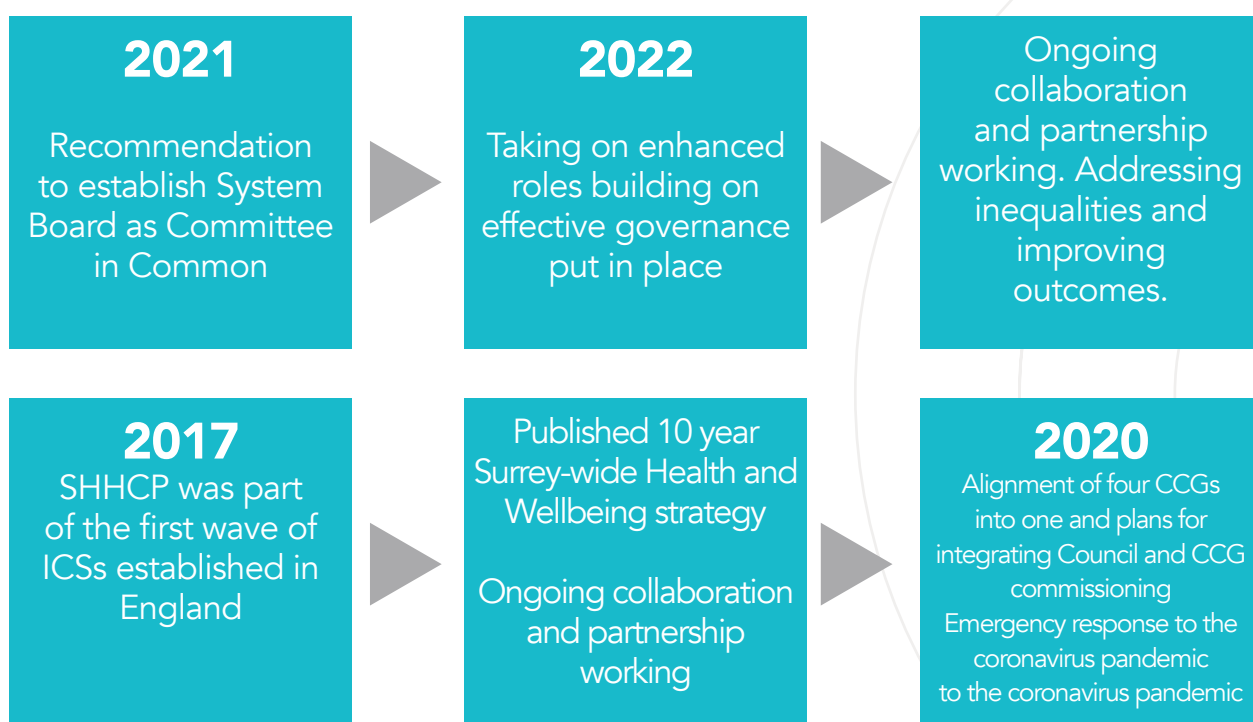 2021
Recommendation
to establish System
Board as Committee
in Common
2022
Taking on enhanced
roles building on
effective governance
put in place
Ongoing
collaboration
and partnership
working. Addressing
inequalities and
improving
outcomes.
2017
SHHCP was part
of the first wave of
ICSs established in
England
Published 10 year
Surrey-wide Health and
Wellbeing strategy
Ongoing collaboration
and partnership
working
2020
Alignment of four CCGs
into one and plans for
integrating Council and CCG
commissioning
Emergency response to the
coronavirus pandemic
to the coronavirus pandemic